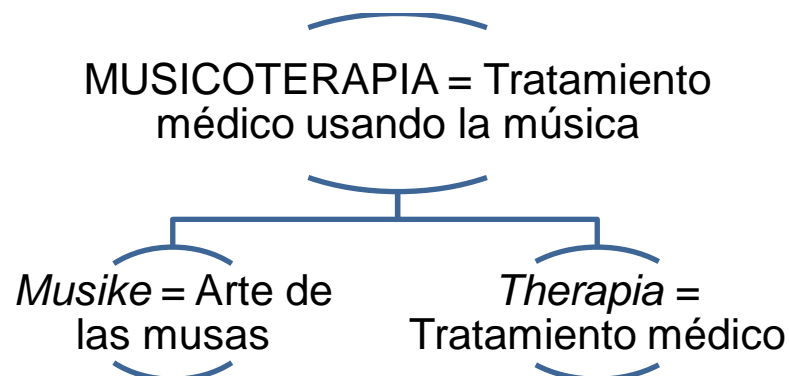 MUSICOTERAPIA = Tratamiento
médico usando la música
Musike = Arte de
las musas
Therapia =
Tratamiento médico